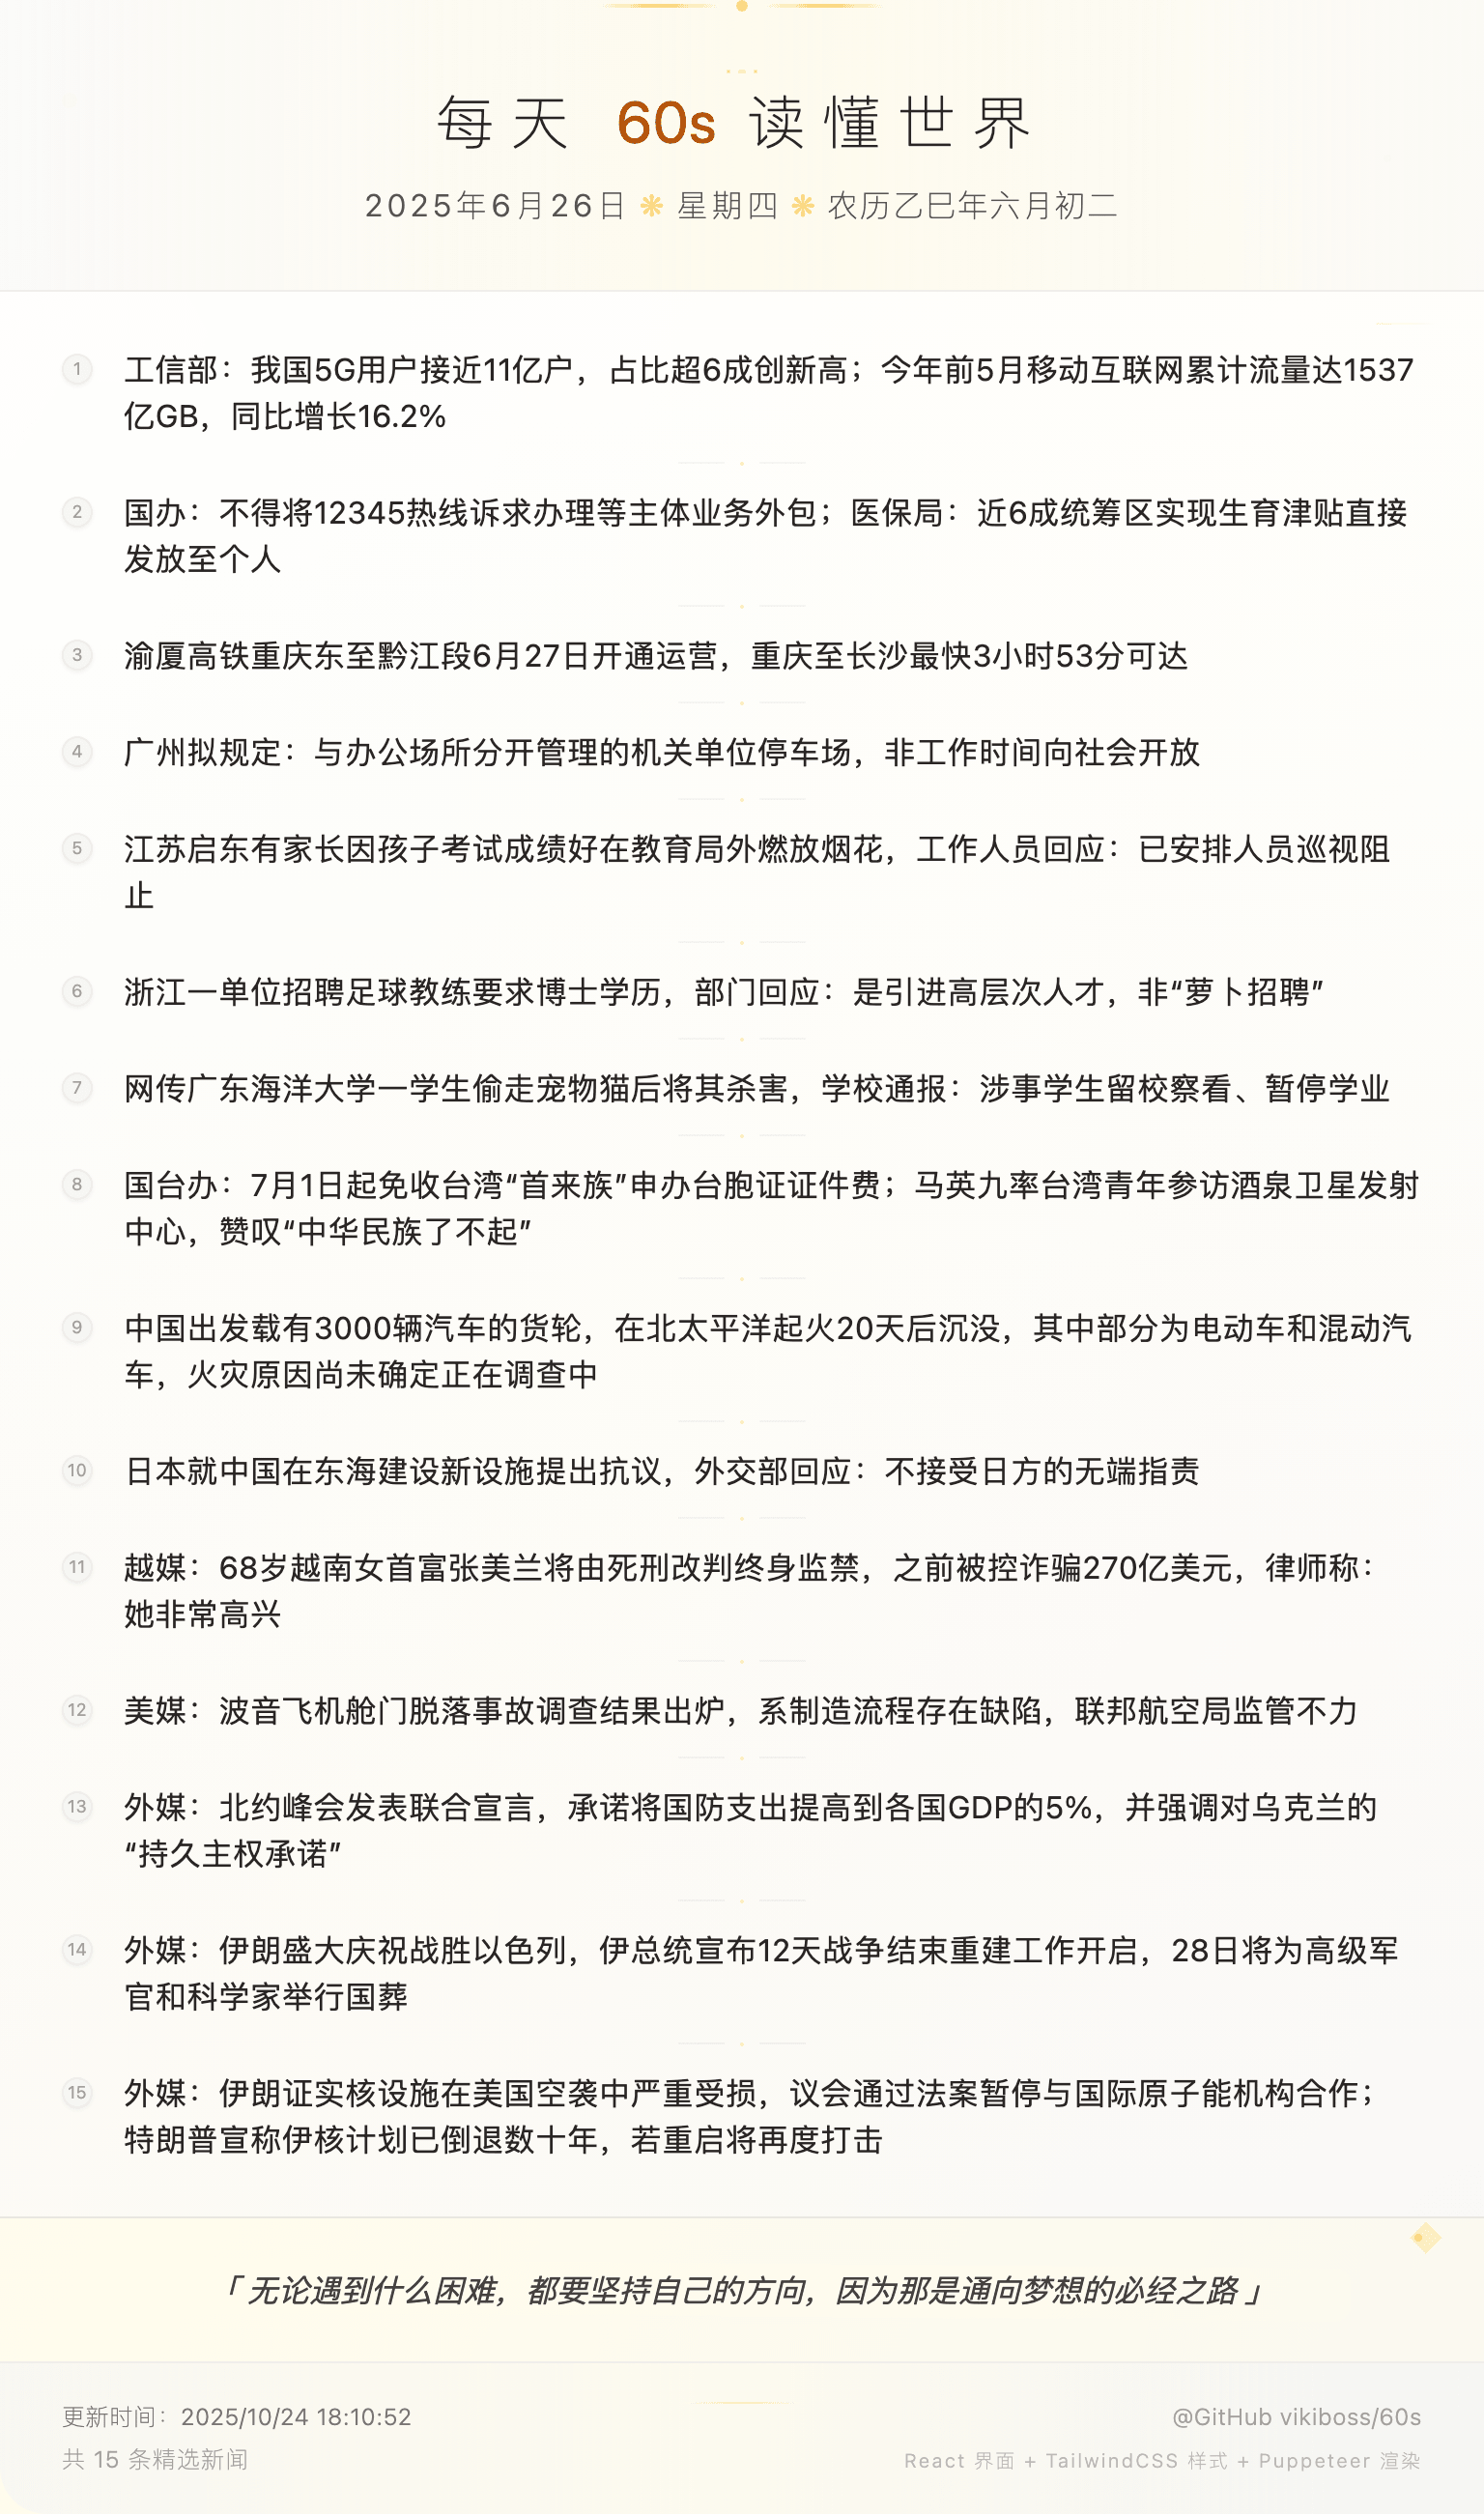 每天 60s 读懂世界
2025年6月26日 ❋ 星期四 ❋ 农历乙巳年六月初二
1 工信部：我国5G用户接近11亿户，占比超6成创新高；今年前5月移动互联网累计流量达1537
亿GB，同比增长16.2%
2 国办：不得将12345热线诉求办理等主体业务外包；医保局：近6成统筹区实现生育津贴直接
发放至个人
3 渝厦高铁重庆东至黔江段6月27日开通运营，重庆至长沙最快3小时53分可达
4 广州拟规定：与办公场所分开管理的机关单位停车场，非工作时间向社会开放
5 江苏启东有家长因孩子考试成绩好在教育局外燃放烟花，工作人员回应：已安排人员巡视阻
止
6 浙江一单位招聘足球教练要求博士学历，部门回应：是引进高层次人才，非“萝卜招聘”
7 网传广东海洋大学一学生偷走宠物猫后将其杀害，学校通报：涉事学生留校察看、暂停学业
8 国台办：7月1日起免收台湾“首来族”申办台胞证证件费；马英九率台湾青年参访酒泉卫星发射
中心，赞叹“中华民族了不起”
9 中国出发载有3000辆汽车的货轮，在北太平洋起火20天后沉没，其中部分为电动车和混动汽
车，火灾原因尚未确定正在调查中
10 日本就中国在东海建设新设施提出抗议，外交部回应：不接受日方的无端指责
11 越媒：68岁越南女首富张美兰将由死刑改判终身监禁，之前被控诈骗270亿美元，律师称：
她非常高兴
12 美媒：波音飞机舱门脱落事故调查结果出炉，系制造流程存在缺陷，联邦航空局监管不力
13 外媒：北约峰会发表联合宣言，承诺将国防支出提高到各国GDP的5%，并强调对乌克兰的
“持久主权承诺”
14 外媒：伊朗盛大庆祝战胜以色列，伊总统宣布12天战争结束重建工作开启，28日将为高级军
官和科学家举行国葬
15 外媒：伊朗证实核设施在美国空袭中严重受损，议会通过法案暂停与国际原子能机构合作；
特朗普宣称伊核计划已倒退数十年，若重启将再度打击
「 无论遇到什么困难，都要坚持自己的方向，因为那是通向梦想的必经之路 」
更新时间：2025/10/24 18:10:52
@GitHub vikiboss/60s
共 15 条精选新闻
React 界面 + TailwindCSS 样式 + Puppeteer 渲染